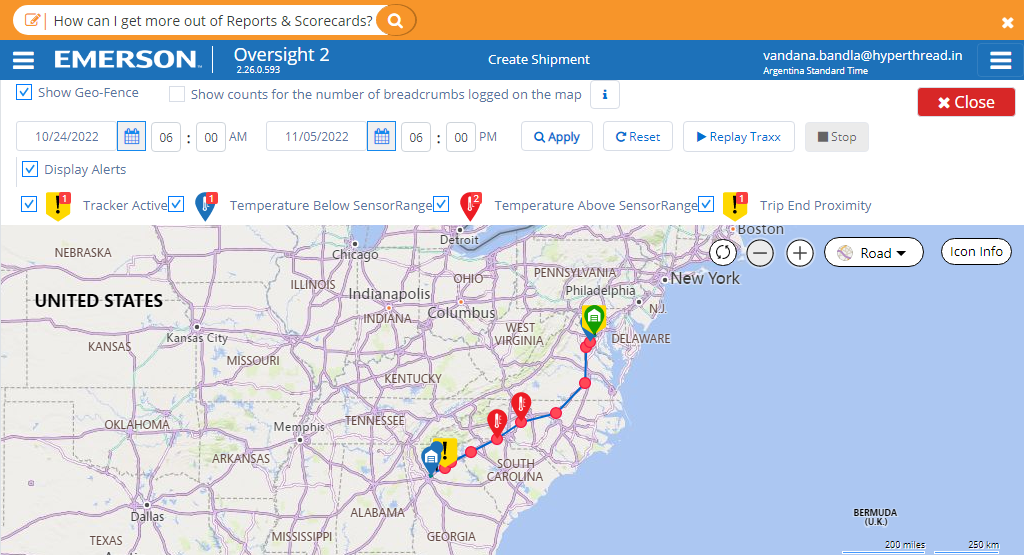 How can I get more out of Reports & Scorecards?
EMERSON
Oversight 2
2.26.0.593
Create Shipment
vandana.bandla@hyperthread.in
Argentina Standard Time
Show Geo-Fence
Show counts for the number of breadcrumbs logged on the map
i
Close
10/24/2022
06 : 00 AM
11/05/2022
06 : 00 PM
Apply
Reset
Replay Traxx
Stop
Display Alerts
1
Tracker Active
1
Temperature Below SensorRange
2
Temperature Above SensorRange
1
Trip End Proximity
Boston
Detroit
Chicago
NEBRASKA
Road
Icon Info
PENNSYLVANIA
OHIO
ILLINOIS
New York
Indianapolis
Philadelphia
UNITED STATES
Columbus
N.J.
INDIANA
WEST
VIRGINIA
Kansas City
DELAWARE
KANSAS
MISSOURI
KENTUCKY
OKLAHOMA
Memphis
TENNESSEE
ARKANSAS
SOUTH
CAROLINA
Dallas
ALABAMA
BERMUDA
(U.K.)
MISSISSIPPI
GEORGIA
TEXAS
200 miles
250 km